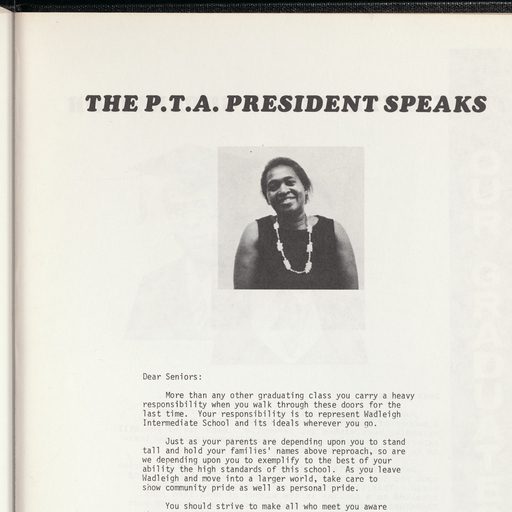 THE P.T.A. PRESIDENT SPEAKS
Dear Seniors:
More than any other graduating class you carry a heavy
responsibility when you walk through these doors for the
last time. Your responsibility is to represent Wadleigh
Intermediate School and its ideals wherever you go.
Just as your parents are depending upon you to stand
tall and hold your families' names above reproach, so are
we depending upon you to exemplify to the best of your
ability the high standards of this school. As you leave
Wadleigh and move into a larger world, take care to
show community pride as well as personal pride.
You should strive to make all who meet you aware